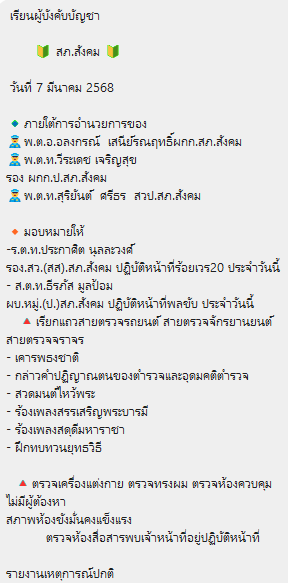 เรียนผู้บังคับบัญชา
🔰 สภ.สังคม 🔰
วันที่ 7 มีนาคม 2568
🔹ภายใต้การอำนวยการของ
👮พ.ต.อ.อลงกรณ์ เสนีย์รณฤทธิ์ผกก.สภ.สังคม
👮พ.ต.ท.วีระเดช เจริญสุข
รอง ผกก.ป.สภ.สังคม
👮พ.ต.ท.สุริยันต์ ศรีธร สวป.สภ.สังคม
🔸มอบหมายให้
-ร.ต.ท.ประกาศิต นุลละวงศ์
รอง.สว.(สส).สภ.สังคม ปฏิบัติหน้าที่ร้อยเวร20 ประจำวันนี้
- ส.ต.ท.ธีรภัส มูลป้อม
ผบ.หมู่.(ป.)สภ.สังคม ปฏิบัติหน้าที่พลขับ ประจำวันนี้
🔺เรียกแถวสายตรวจรถยนต์ สายตรวจจักรยานยนต์
สายตรวจจราจร
- เคารพธงชาติ
- กล่าวคำปฏิญาณตนของตำรวจและอุดมคติตำรวจ
- สวดมนต์ไหว้พระ
- ร้องเพลงสรรเสริญพระบารมี
- ร้องเพลงสดุดีมหาราชา
- ฝึกทบทวนยุทธวิธี
🔺ตรวจเครื่องแต่งกาย ตรวจทรงผม ตรวจห้องควบคุม
ไม่มีผู้ต้องหา
สภาพห้องขังมั่นคงแข็งแรง
ตรวจห้องสื่อสารพบเจ้าหน้าที่อยู่ปฏิบัติหน้าที่
รายงานเหตุการณ์ปกติ